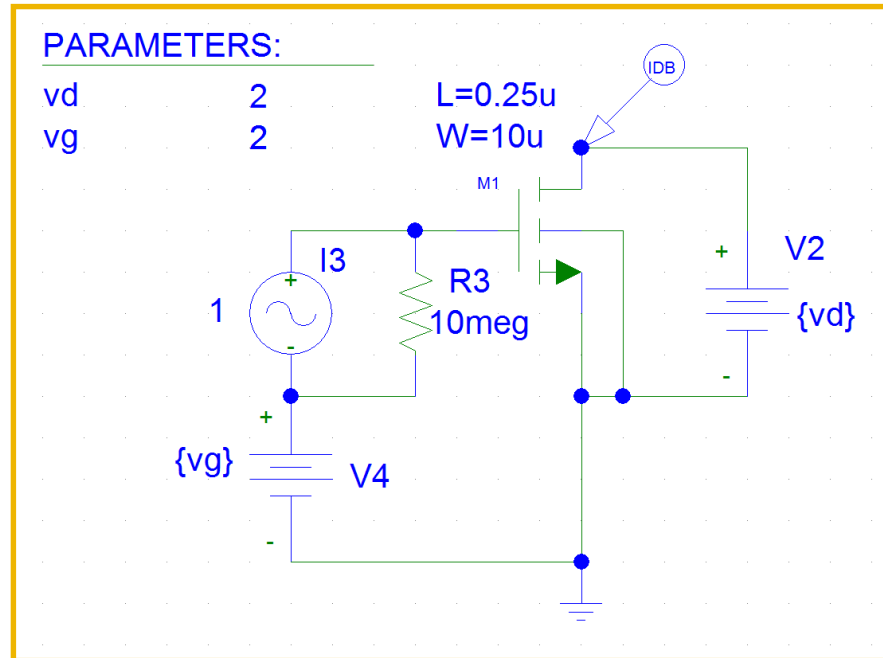 PARAMETERS:
vd 2
vg 2
L=0.25u
W=10u
IDB
M1
I3
+
1
-
R3
10meg
+
V2
{vd}
-
+
{vg}
V4
-